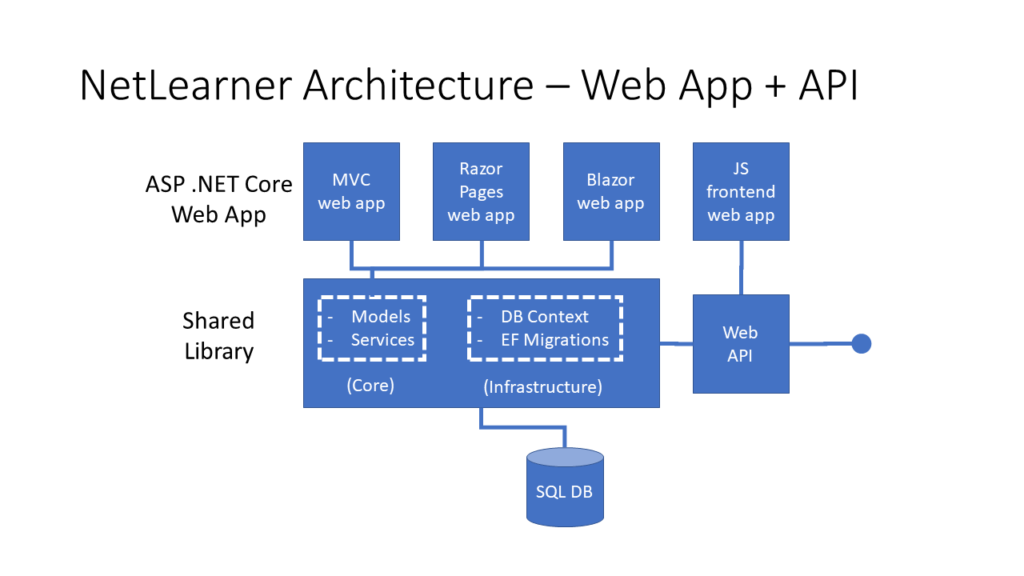 NetLearner Architecture – Web App + API
ASP .NET Core
Web App
MVC
web app
Razor
Pages
web app
Blazor
web app
JS
frontend
web app
Shared
Library
- Models
- Services
(Core)
- DB Context
- EF Migrations
(Infrastructure)
Web
API
SQL DB